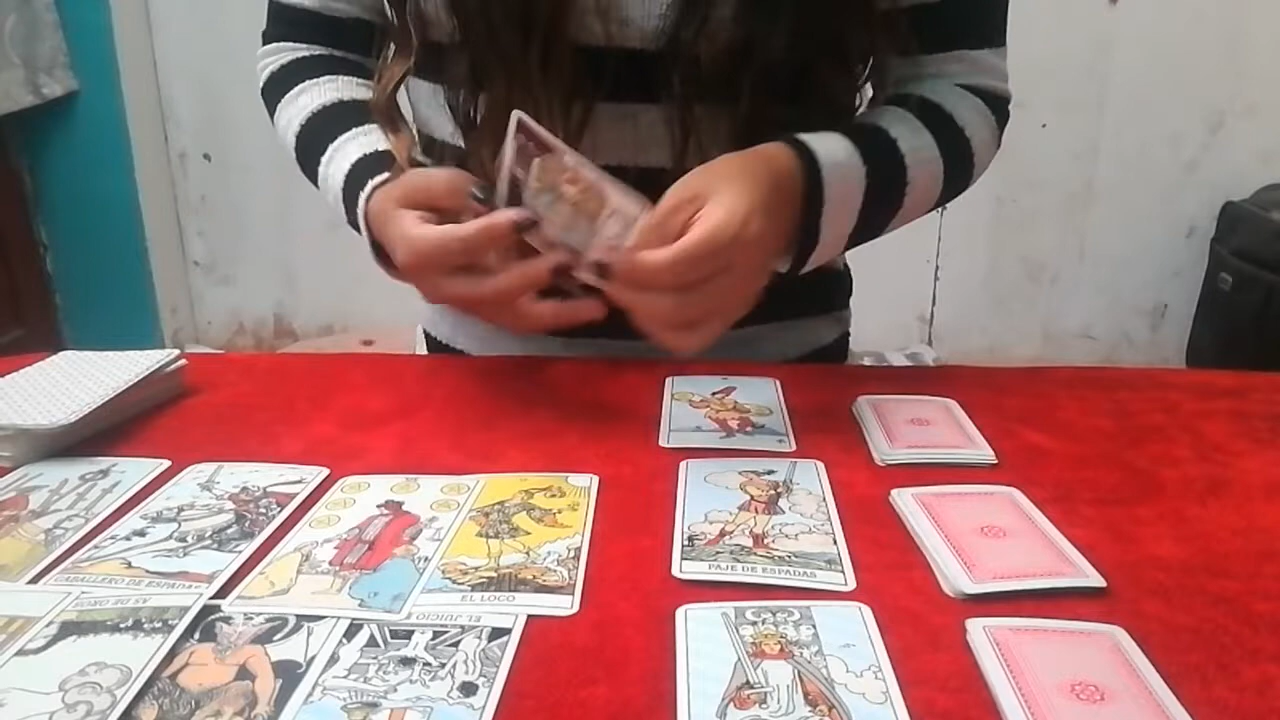 CABALLERO DE ESPADAS
EL LOCO
PAJE DE ESPADAS
AS DE OROS
EL JUICIO